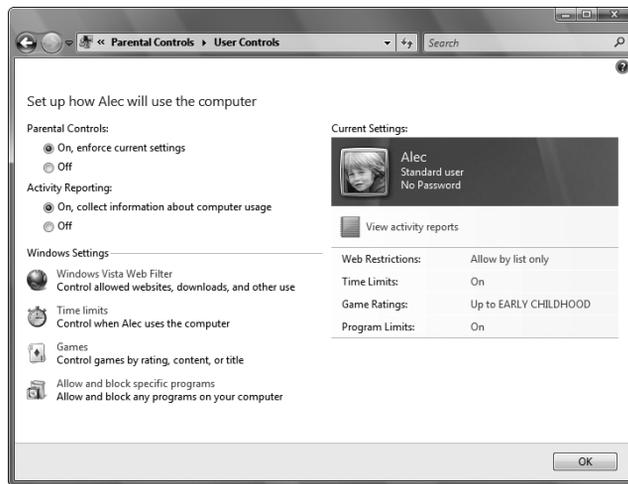 « Parental Controls ▸ User Controls
Search
Set up how Alec will use the computer
Parental Controls:
On, enforce current settings
Off
Activity Reporting:
On, collect information about computer usage
Off
Windows Settings
Windows Vista Web Filter
Control allowed websites, downloads, and other use
Time limits
Control when Alec uses the computer
Games
Control games by rating, content, or title
Allow and block specific programs
Allow and block any programs on your computer
Current Settings:
Alec
Standard user
No Password
View activity reports
Web Restrictions: Allow by list only
Time Limits: On
Game Ratings: Up to EARLY CHILDHOOD
Program Limits: On
OK